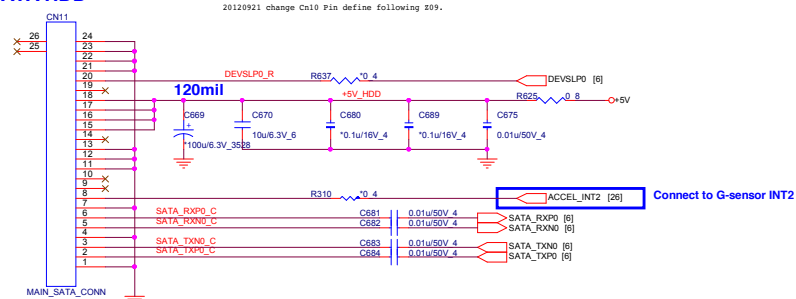 20120921 change Cn10 Pin define following Z09.
CN11
26
25
24
23
22
21
20
19
18
17
16
15
14
13
12
11
10
9
8
7
6
5
4
3
2
1
MAIN_SATA_CONN
DEVSLP0_R
R637
*0_4
DEVSLP0 [6]
120mil
+5V_HDD
R625
0_8
+5V
C669
+
*100u/6.3V_3528
C670
10u/6.3V_6
C680
*0.1u/16V_4
C689
*0.1u/16V_4
C675
0.01u/50V_4
R310
*0_4
ACCEL_INT2 [26]
Connect to G-sensor INT2
SATA_RXP0_C
C681
0.01u/50V_4
SATA_RXP0 [6]
SATA_RXN0_C
C682
0.01u/50V_4
SATA_RXN0 [6]
SATA_TXN0_C
C683
0.01u/50V_4
SATA_TXN0 [6]
SATA_TXP0_C
C684
0.01u/50V_4
SATA_TXP0 [6]